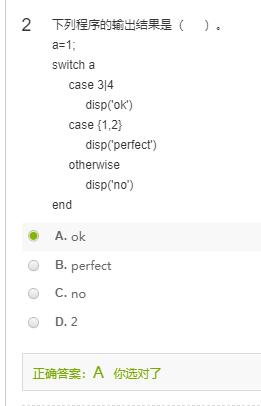 2 下列程序的输出结果是（ ）。
a=1;
switch a
case 3|4
disp('ok')
case {1,2}
disp('perfect')
otherwise
disp('no')
end
A. ok
B. perfect
C. no
D. 2
正确答案：A 你选对了